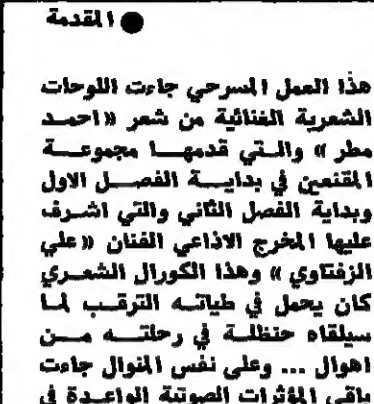 ● المقدمة
هذا العمل المسرحي جاءت اللوحات
الشعرية الغنائية من شعر «احمد
مطر» والتي قدمها مجموعة
المقنعين في بداية الفصل الاول
وبداية الفصل الثاني والتي اشرف
عليها المخرج الاذاعي الفنان «علي
الزفتاوي» وهذا الكورال الشعري
كان يحمل في طياته الترقب لما
سيلقاه حنظلة في رحلته من
اهوال ... وعلى نفس المنوال جاءت
باقي المؤثرات الصوتية الواعدة في